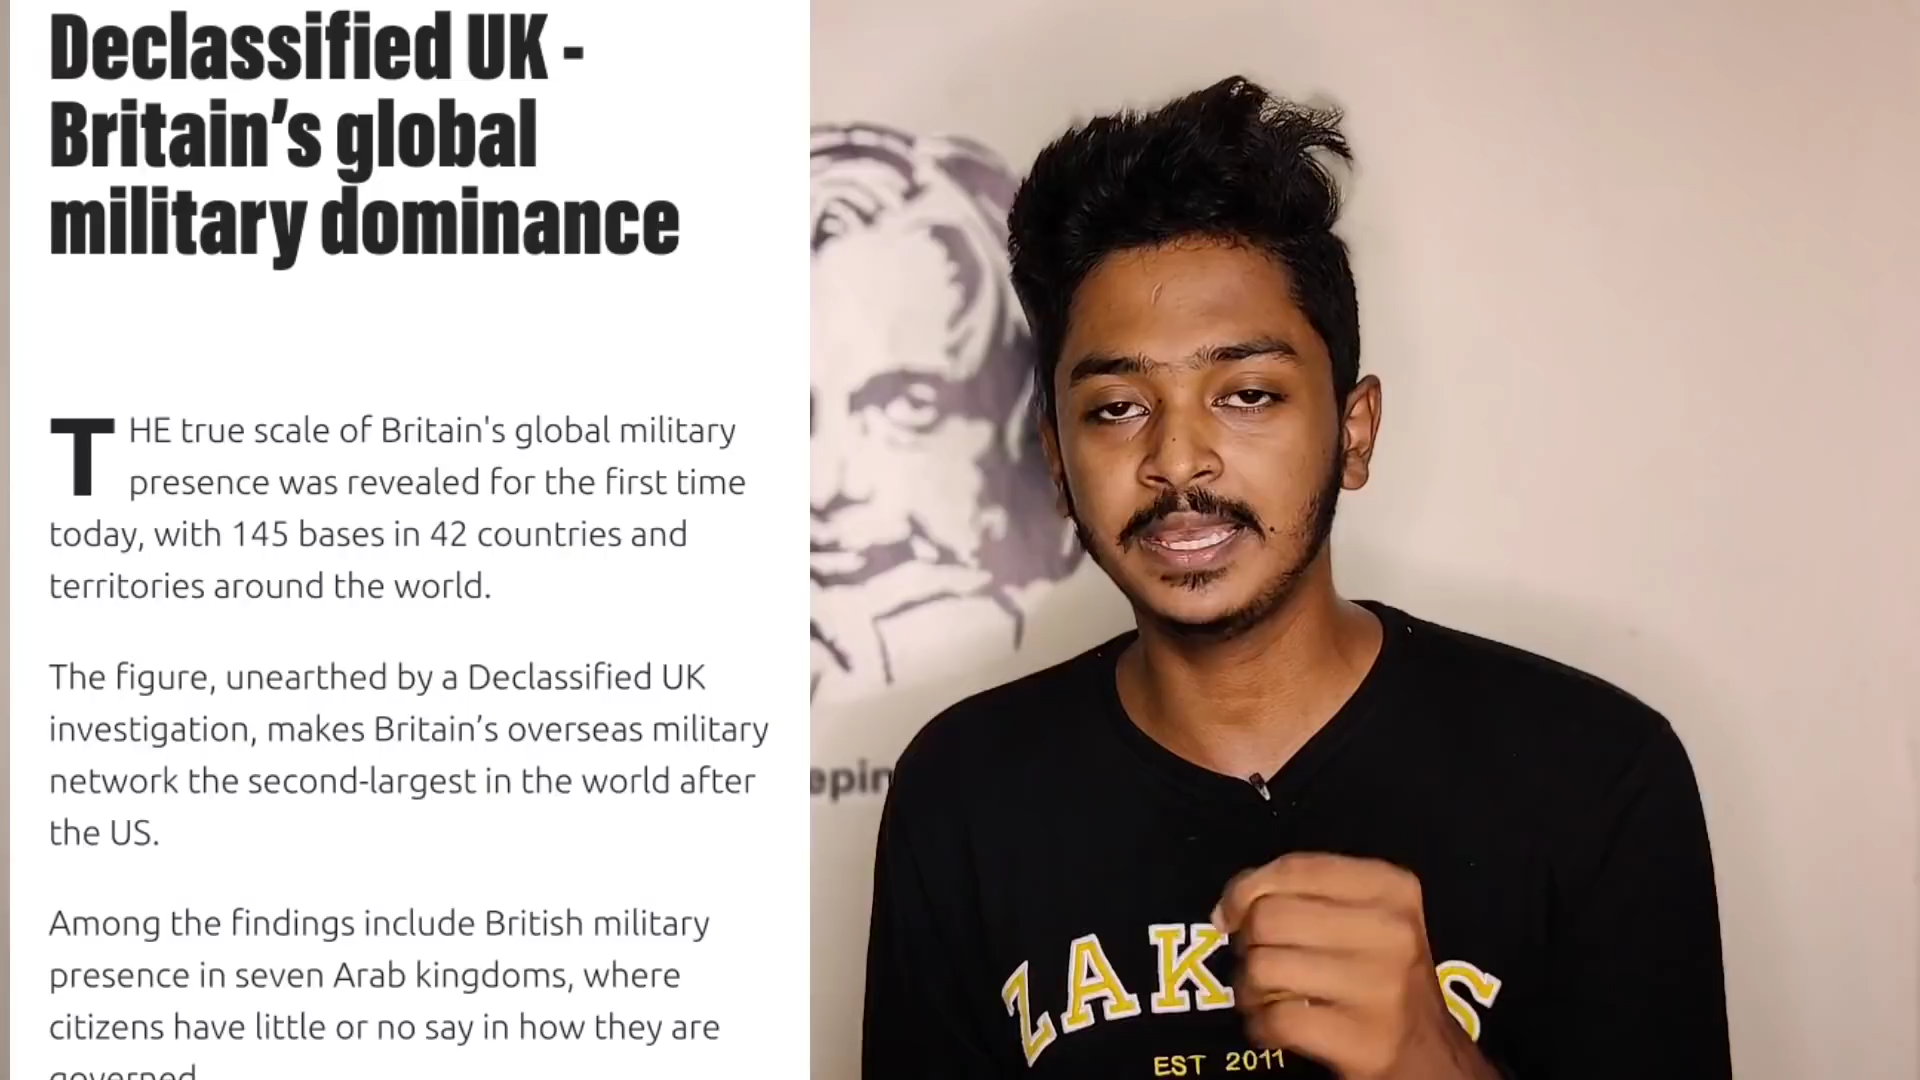 Declassified UK -
Britain’s global
military dominance
THE true scale of Britain's global military
presence was revealed for the first time
today, with 145 bases in 42 countries and
territories around the world.
The figure, unearthed by a Declassified UK
investigation, makes Britain’s overseas military
network the second-largest in the world after
the US.
Among the findings include British military
presence in seven Arab kingdoms, where
citizens have little or no say in how they are
governed
EST 2011